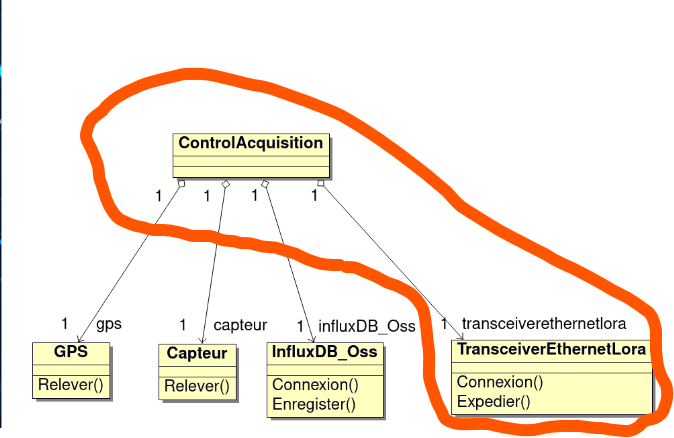 ControlAcquisition
1 1 1 1
1 gps 1 capteur 1 influxDB_Oss 1 transceiverethernetlora
GPS
Relever()
Capteur
Relever()
InfluxDB_Oss
Connexion()
Enregister()
TransceiverEthernetLora
Connexion()
Expedier()